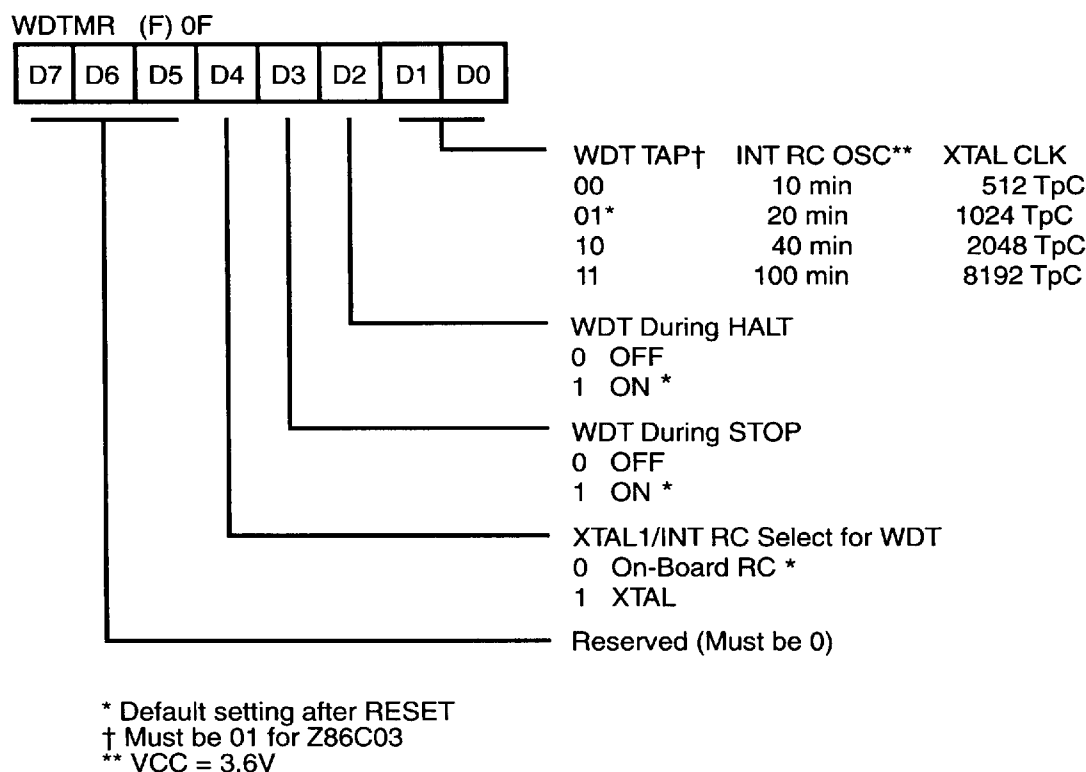 WDTMR (F) 0F
D7 D6 D5 D4 D3 D2 D1 D0
WDT TAP† INT RC OSC** XTAL CLK
00 10 min 512 TpC
01* 20 min 1024 TpC
10 40 min 2048 TpC
11 100 min 8192 TpC
WDT During HALT
0 OFF
1 ON *
WDT During STOP
0 OFF
1 ON *
XTAL1/INT RC Select for WDT
0 On-Board RC *
1 XTAL
Reserved (Must be 0)
* Default setting after RESET
† Must be 01 for Z86C03
** VCC = 3.6V